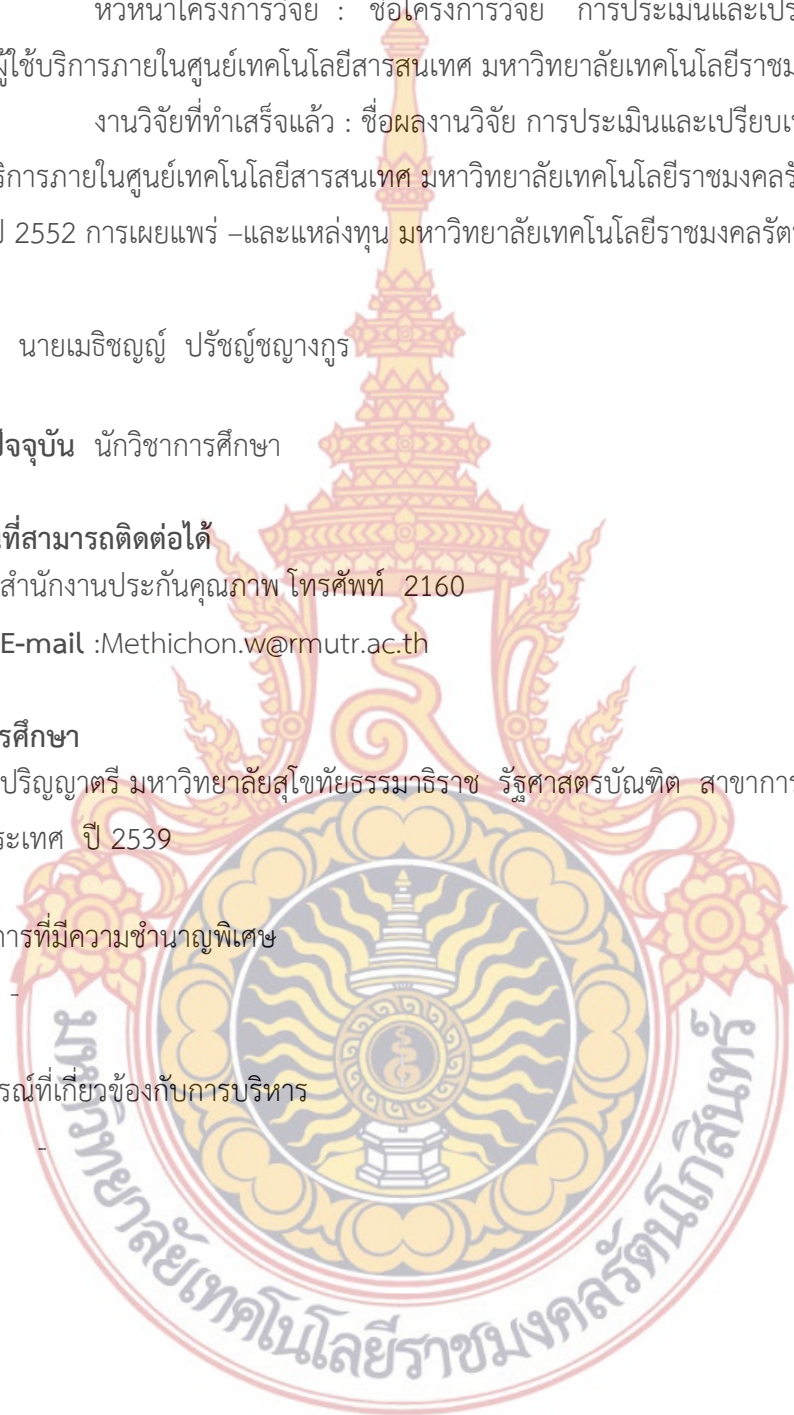 หัวหน้าโครงการวิจัย : ชื่อโครงการวิจัย การประเมินและเปร
ผู้ใช้บริการภายในศูนย์เทคโนโลยีสารสนเทศ มหาวิทยาลัยเทคโนโลยีราชม
งานวิจัยที่ทำเสร็จแล้ว : ชื่อผลงานวิจัย การประเมินและเปรียบเ
ริการภายในศูนย์เทคโนโลยีสารสนเทศ มหาวิทยาลัยเทคโนโลยีราชมงคลรั
ปี 2552 การเผยแพร่ –และแหล่งทุน มหาวิทยาลัยเทคโนโลยีราชมงคลรัต
นายเมธิชญญ์ ปรัชญ์ชญางกูร
ปัจจุบัน นักวิชาการศึกษา
ที่สามารถติดต่อได้
สำนักงานประกันคุณภาพ โทรศัพท์ 2160
E-mail :Methichon.w@rmutr.ac.th
รศึกษา
ปริญญาตรี มหาวิทยาลัยสุโขทัยธรรมาธิราช รัฐศาสตรบัณฑิต สาขาการ
ระเทศ ปี 2539
การที่มีความชำนาญพิเศษ
-
รณ์ที่เกี่ยวข้องกับการบริหาร
-
มหาวิทยาลัยเทคโนโลยีราชมงคลรัตนโกสินทร์